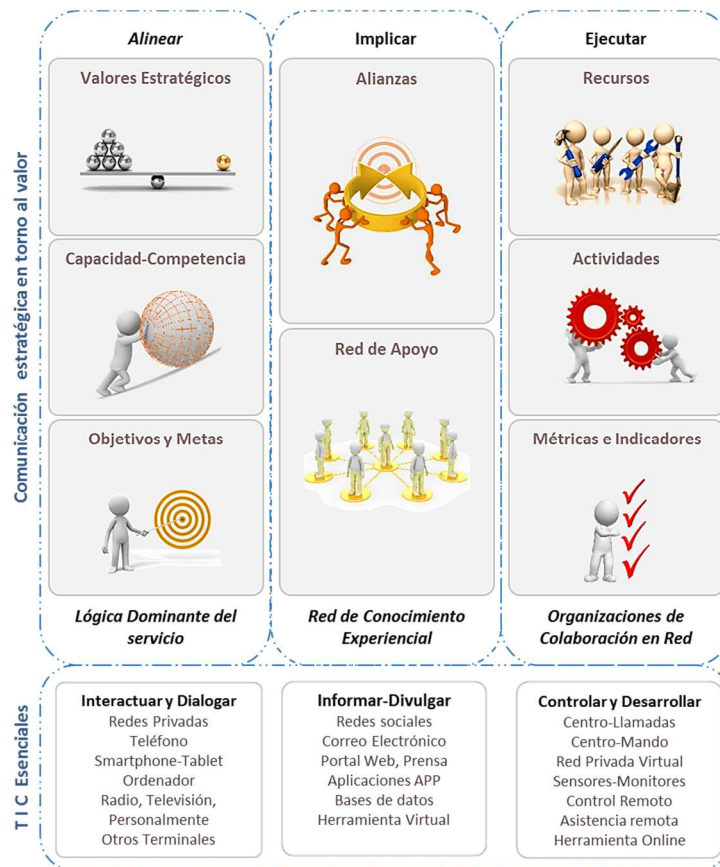 Comunicación estratégica en torno al valor
Alinear
Valores Estratégicos
Capacidad-Competencia
Objetivos y Metas
Lógica Dominante del
servicio
Implicar
Alianzas
Red de Apoyo
Red de Conocimiento
Experiencial
Ejecutar
Recursos
Actividades
Métricas e Indicadores
Organizaciones de
Colaboración en Red
T I C Esenciales
Interactuar y Dialogar
Redes Privadas
Teléfono
Smartphone-Tablet
Ordenador
Radio, Televisión,
Personalmente
Otros Terminales
Informar-Divulgar
Redes sociales
Correo Electrónico
Portal Web, Prensa
Aplicaciones APP
Bases de datos
Herramienta Virtual
Controlar y Desarrollar
Centro-Llamadas
Centro-Mando
Red Privada Virtual
Sensores-Monitores
Control Remoto
Asistencia remota
Herramienta Online